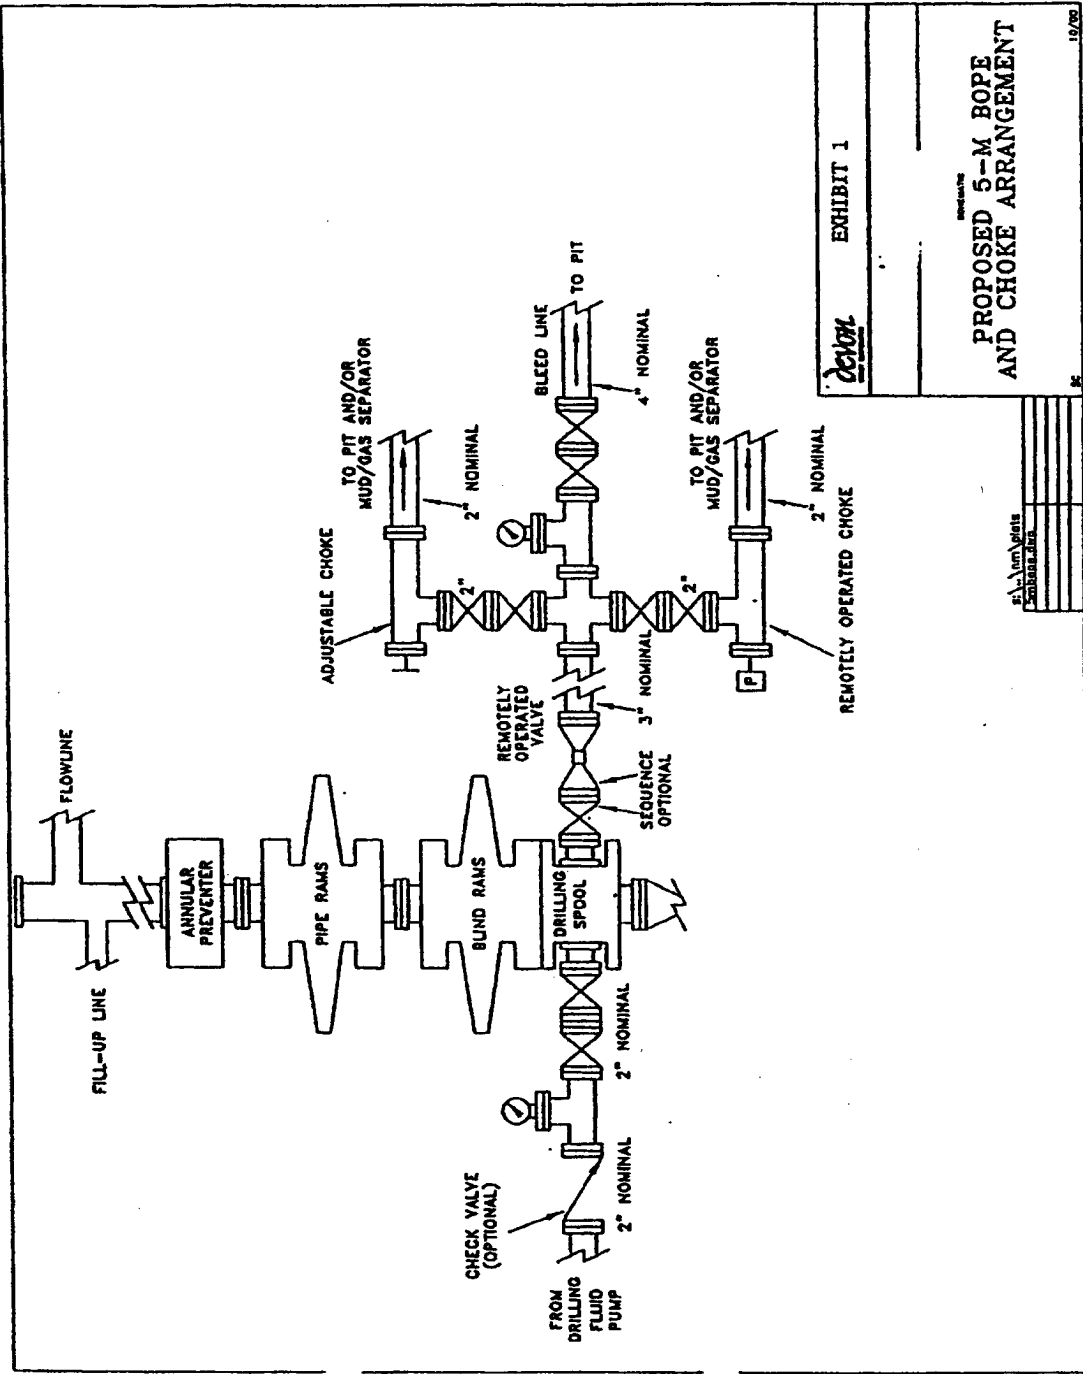 FLOWLINE
FILL-UP LINE
ANNULAR
PREVENTER
PIPE RAMS
BLIND RAMS
DRILLING
SPOOL
CHECK VALVE
(OPTIONAL)
FROM
DRILLING
FLUID
PUMP
2" NOMINAL
2" NOMINAL
SEQUENCE
OPTIONAL
REMOTELY
OPERATED
VALVE
3" NOMINAL
ADJUSTABLE CHOKE
2"
TO PIT AND/OR
MUD/GAS SEPARATOR
2" NOMINAL
BLEED LINE
TO PIT
4" NOMINAL
2"
TO PIT AND/OR
MUD/GAS SEPARATOR
2" NOMINAL
P
REMOTELY OPERATED CHOKE
devon
EXHIBIT 1
SCHEMATIC
PROPOSED 5-M BOPE
AND CHOKE ARRANGEMENT
10/00